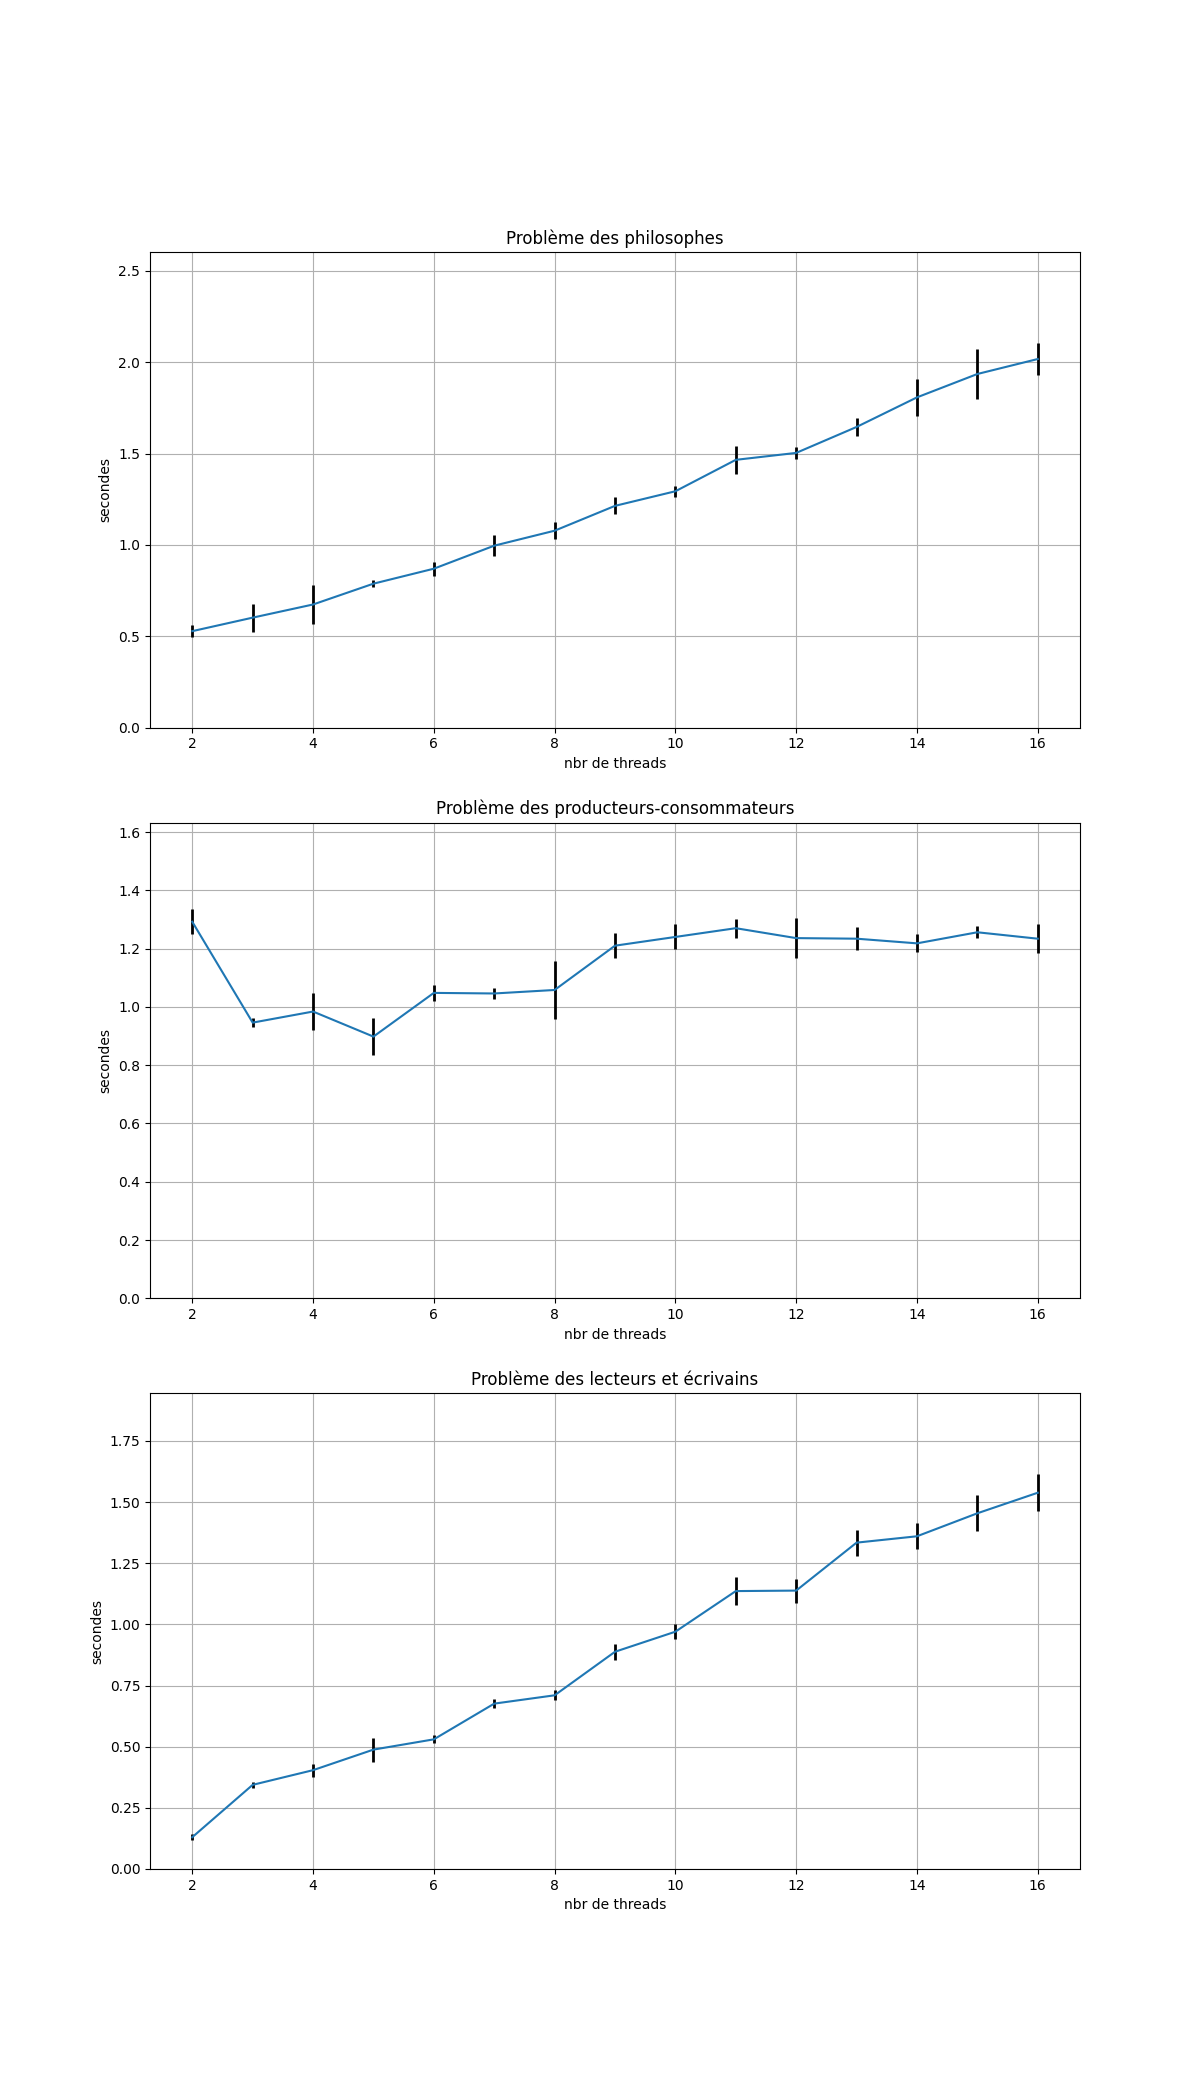 Problème des philosophes
2.5
2.0
1.5
1.0
0.5
0.0
secondes
2 4 6 8 10 12 14 16
nbr de threads
Problème des producteurs-consommateurs
1.6
1.4
1.2
1.0
0.8
0.6
0.4
0.2
0.0
secondes
2 4 6 8 10 12 14 16
nbr de threads
Problème des lecteurs et écrivains
1.75
1.50
1.25
1.00
0.75
0.50
0.25
0.00
secondes
2 4 6 8 10 12 14 16
nbr de threads